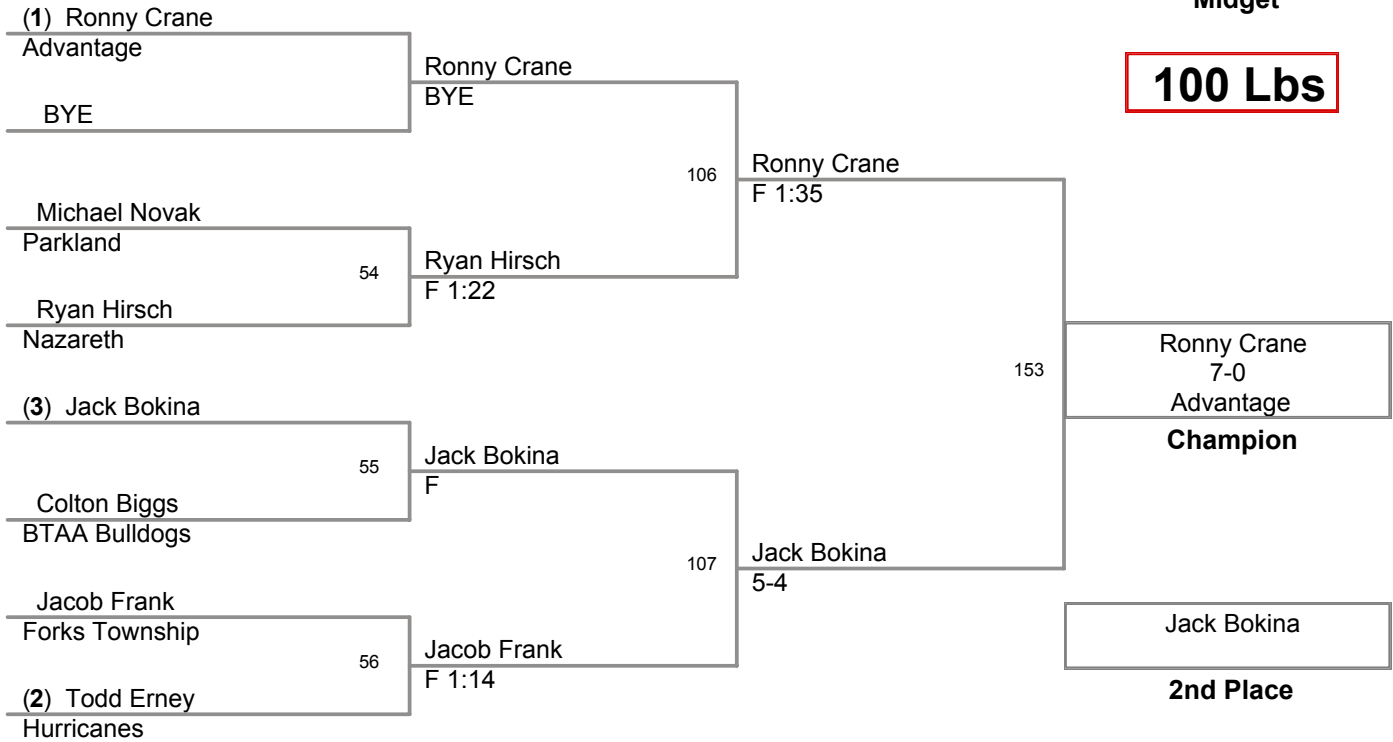 Midget
100 Lbs
(1) Ronny Crane
Advantage
BYE
Michael Novak
Parkland
54
Ryan Hirsch
Nazareth
(3) Jack Bokina
55
Colton Biggs
BTAA Bulldogs
Jacob Frank
Forks Township
56
(2) Todd Erney
Hurricanes
Ronny Crane
BYE
106
Ryan Hirsch
F 1:22
Jack Bokina
F
107
Jacob Frank
F 1:14
Ronny Crane
F 1:35
153
Jack Bokina
5-4
Ronny Crane
7-0
Advantage
Champion
Jack Bokina
2nd Place